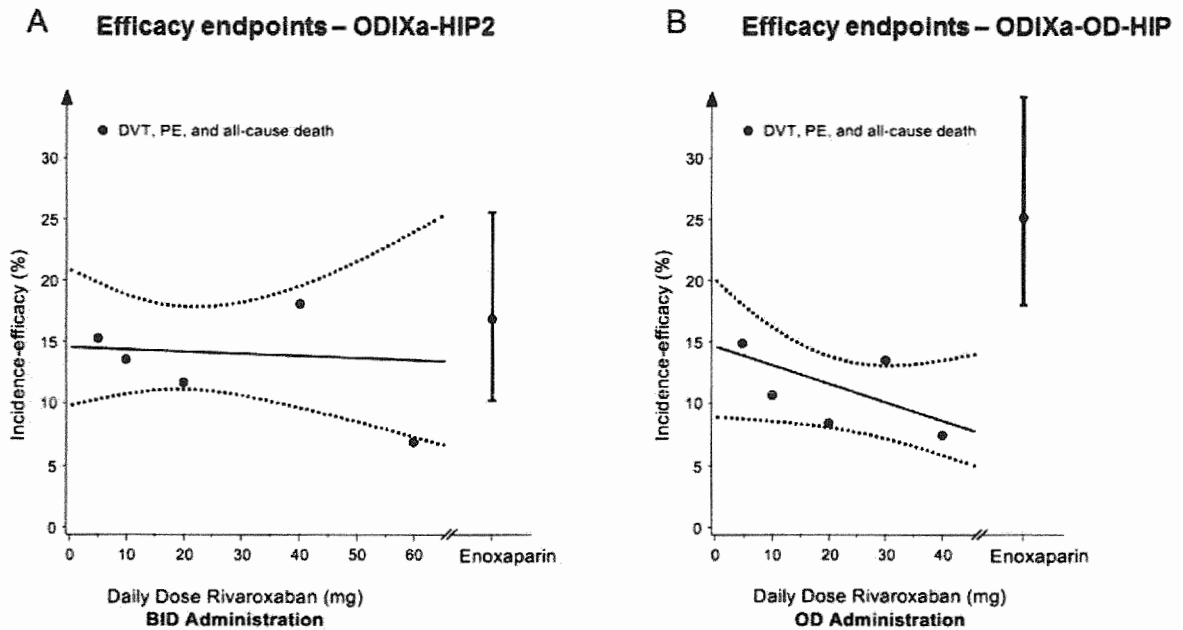 A
Efficacy endpoints – ODIXa-HIP2
DVT, PE, and all-cause death
30
25
20
15
10
5
0
Incidence-efficacy (%)
0 10 20 30 40 50 60 Enoxaparin
Daily Dose Rivaroxaban (mg)
BID Administration
B
Efficacy endpoints – ODIXa-OD-HIP
DVT, PE, and all-cause death
30
25
20
15
10
5
0
Incidence-efficacy (%)
0 10 20 30 40 Enoxaparin
Daily Dose Rivaroxaban (mg)
OD Administration